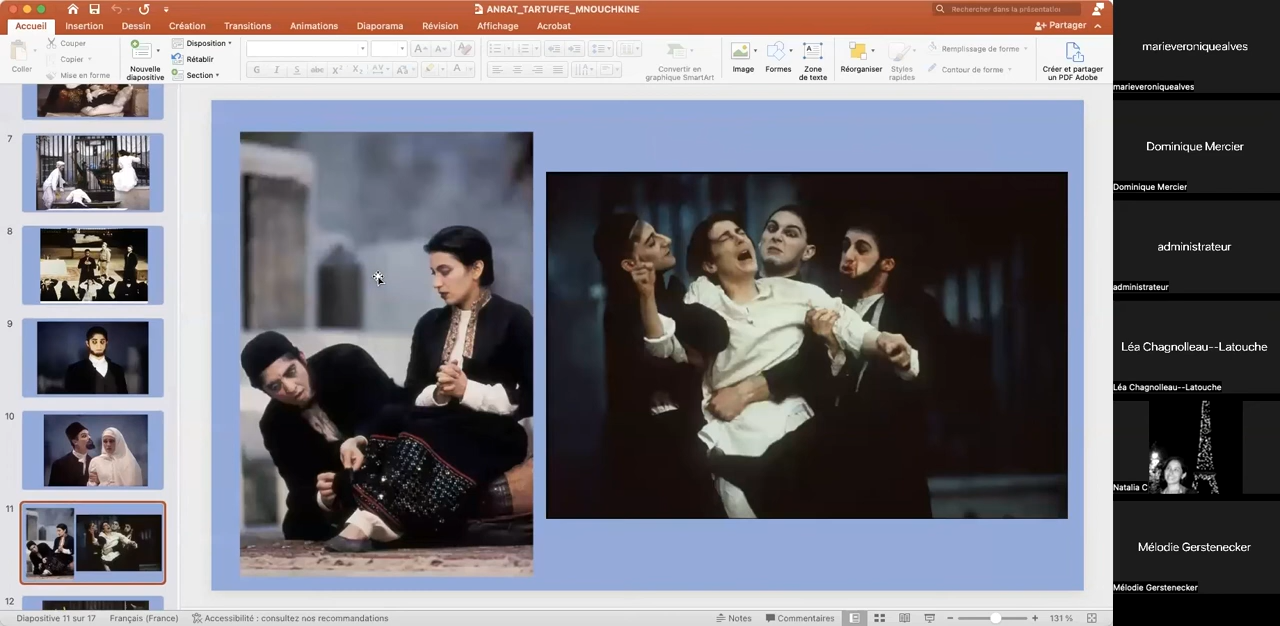 ANRAT_TARTUFFE_MNOUCHKINE
Rechercher dans la présentation
Accueil Insertion Dessin Création Transitions Animations Diaporama Révision Affichage Acrobat
Partager
Coller
Couper
Copier
Mise en forme
Nouvelle
diapositive
Disposition
Rétablir
Section
G I S abc X² X₂
Convertir en
graphique SmartArt
Image
Formes
Zone
de texte
Réorganiser
Styles
rapides
Remplissage de forme
Contour de forme
Créer et partager
un PDF Adobe
7
8
9
10
11
12
Diapositive 11 sur 17 Français (France) Accessibilité : consultez nos recommandations
Notes Commentaires 131 %
marieveroniquealves
marieveroniquealves
Dominique Mercier
Dominique Mercier
administrateur
administrateur
Léa Chagnolleau--Latouche
Léa Chagnolleau--Latouche
Natalia C
Mélodie Gerstenecker
Mélodie Gerstenecker